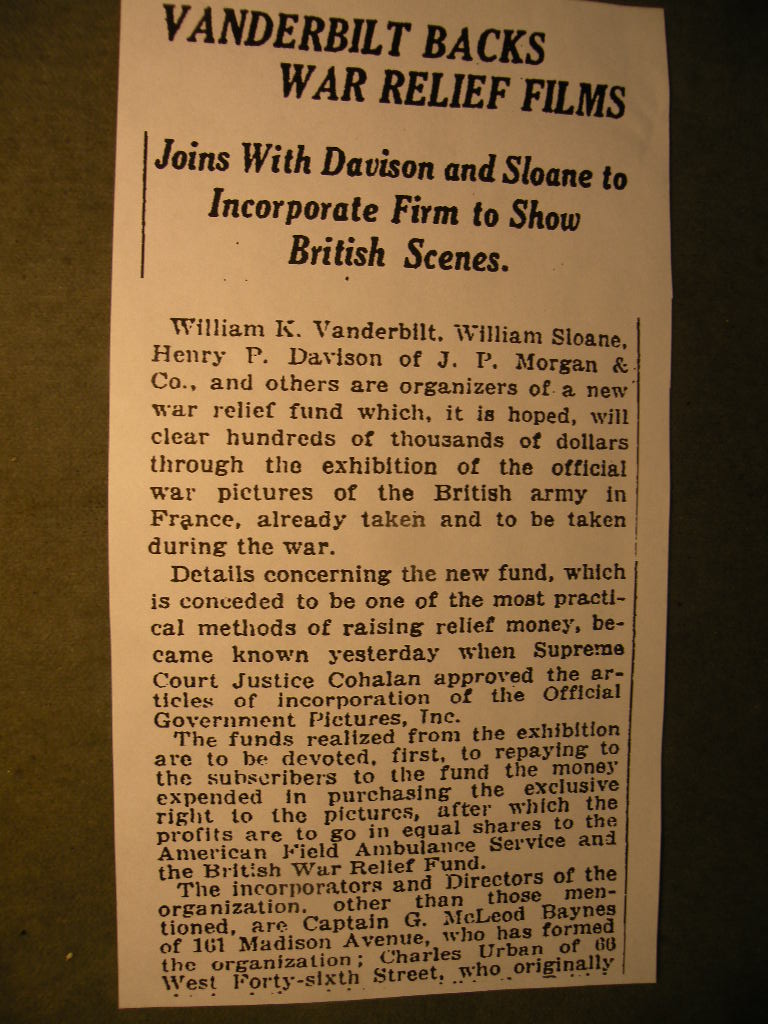 VANDERBILT BACKS
WAR RELIEF FILMS
Joins With Davison and Sloane to
Incorporate Firm to Show
British Scenes.
William K. Vanderbilt, William Sloane,
Henry P. Davison of J. P. Morgan &
Co., and others are organizers of a new
war relief fund which, it is hoped, will
clear hundreds of thousands of dollars
through the exhibition of the official
war pictures of the British army in
France, already taken and to be taken
during the war.
Details concerning the new fund, which
is conceded to be one of the most practi-
cal methods of raising relief money, be-
came known yesterday when Supreme
Court Justice Cohalan approved the ar-
ticles of incorporation of the Official
Government Pictures, Inc.
The funds realized from the exhibition
are to be devoted, first, to repaying to
the subscribers to the fund the money
expended in purchasing the exclusive
right to the pictures, after which the
profits are to go in equal shares to the
American Field Ambulance Service and
the British War Relief Fund.
The incorporators and Directors of the
organization, other than those men-
tioned, are Captain G. McLeod Baynes
of 161 Madison Avenue, who has formed
the organization; Charles Urban of 66
West Forty-sixth Street, who originally